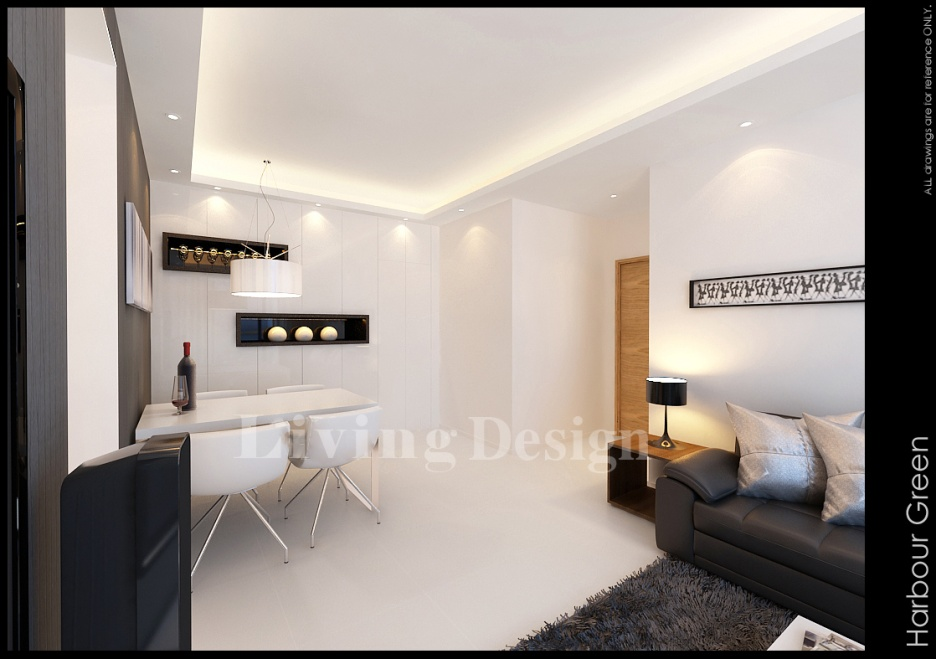 ALL drawings are for reference ONLY.
Living Design
Harbour Green